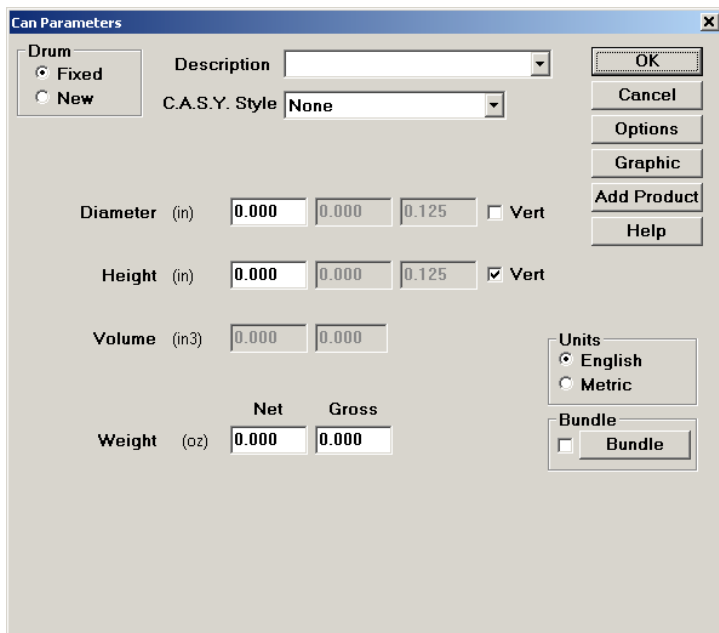 Can Parameters
Drum
Fixed
New
Description
C.A.S.Y. Style None
OK
Cancel
Options
Graphic
Add Product
Help
Diameter (in) 0.000 0.000 0.125 Vert
Height (in) 0.000 0.000 0.125 Vert
Volume (in3) 0.000 0.000
Net Gross
Weight (oz) 0.000 0.000
Units
English
Metric
Bundle
Bundle